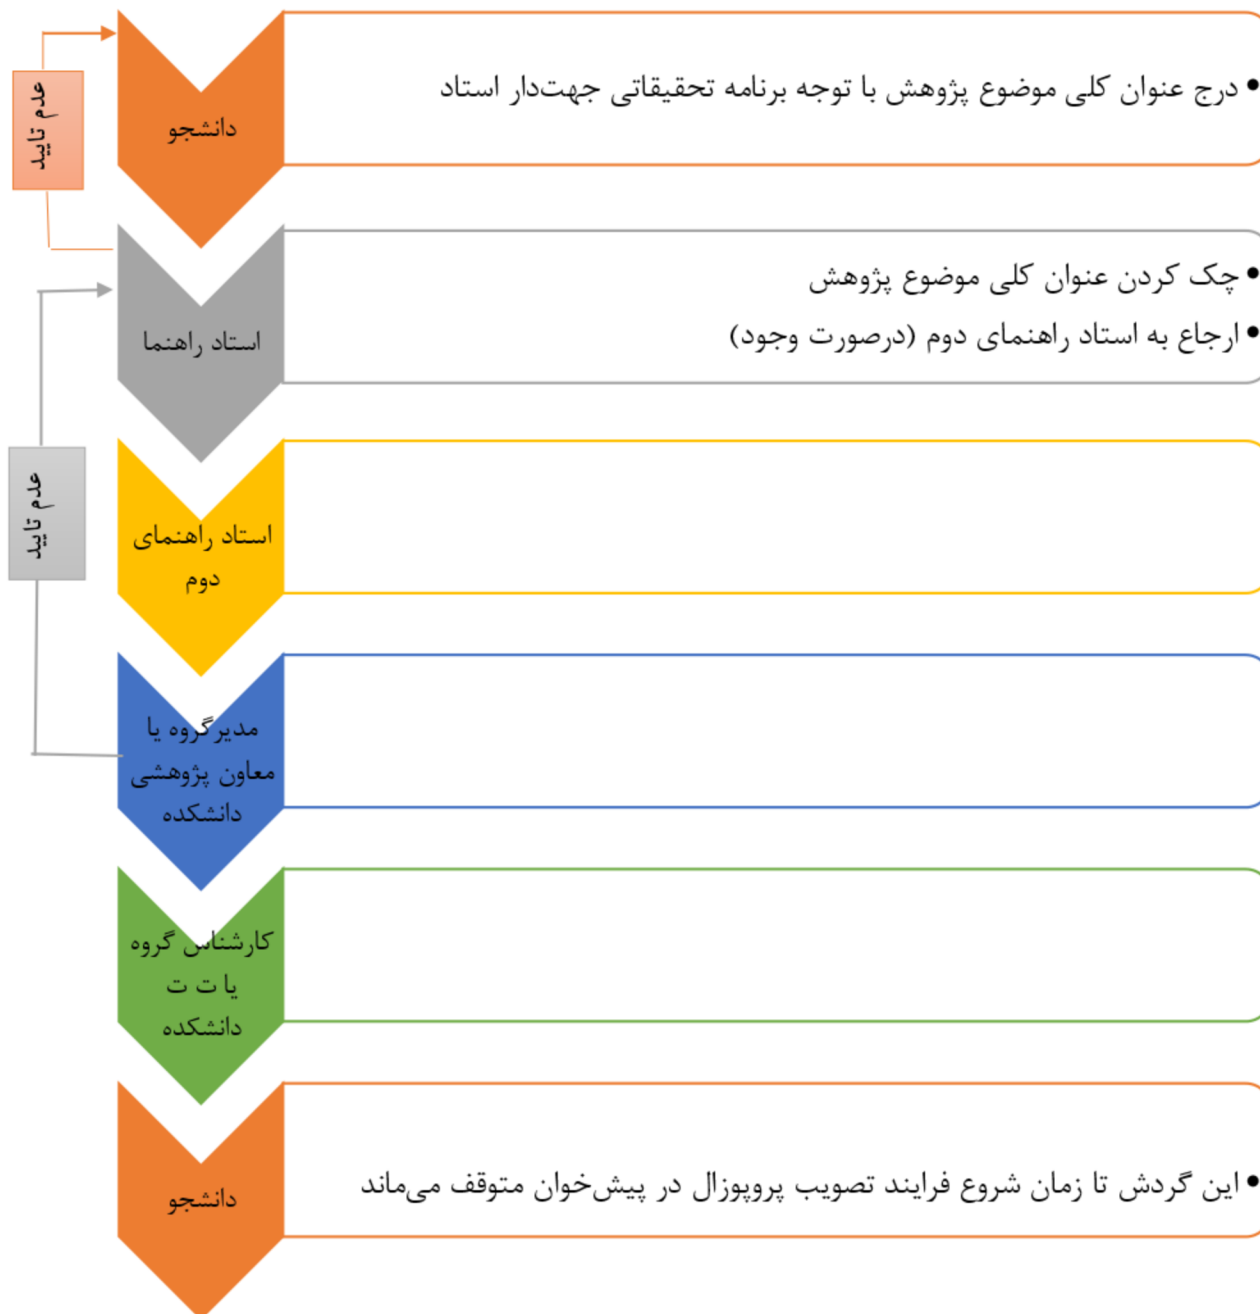 دانشجو
• درج عنوان کلی موضوع پژوهش با توجه برنامه تحقیقاتی جهت‌دار استاد
عدم تایید
استاد راهنما
• چک کردن عنوان کلی موضوع پژوهش
• ارجاع به استاد راهنمای دوم (درصورت وجود)
عدم تایید
استاد راهنمای
دوم
مدیرگروه یا
معاون پژوهشی
دانشکده
کارشناس گروه
یا ت ت
دانشکده
دانشجو
• این گردش تا زمان شروع فرایند تصویب پروپوزال در پیش‌خوان متوقف می‌ماند